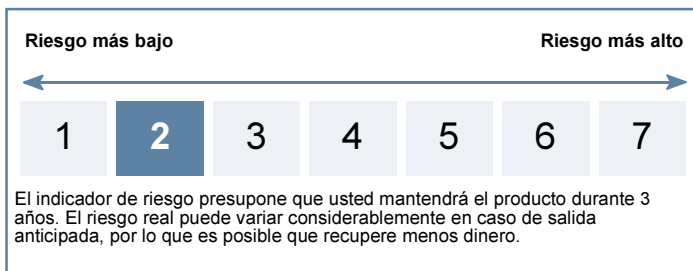 Riesgo más bajo Riesgo más alto
1 2 3 4 5 6 7
El indicador de riesgo presupone que usted mantendrá el producto durante 3
años. El riesgo real puede variar considerablemente en caso de salida
anticipada, por lo que es posible que recupere menos dinero.